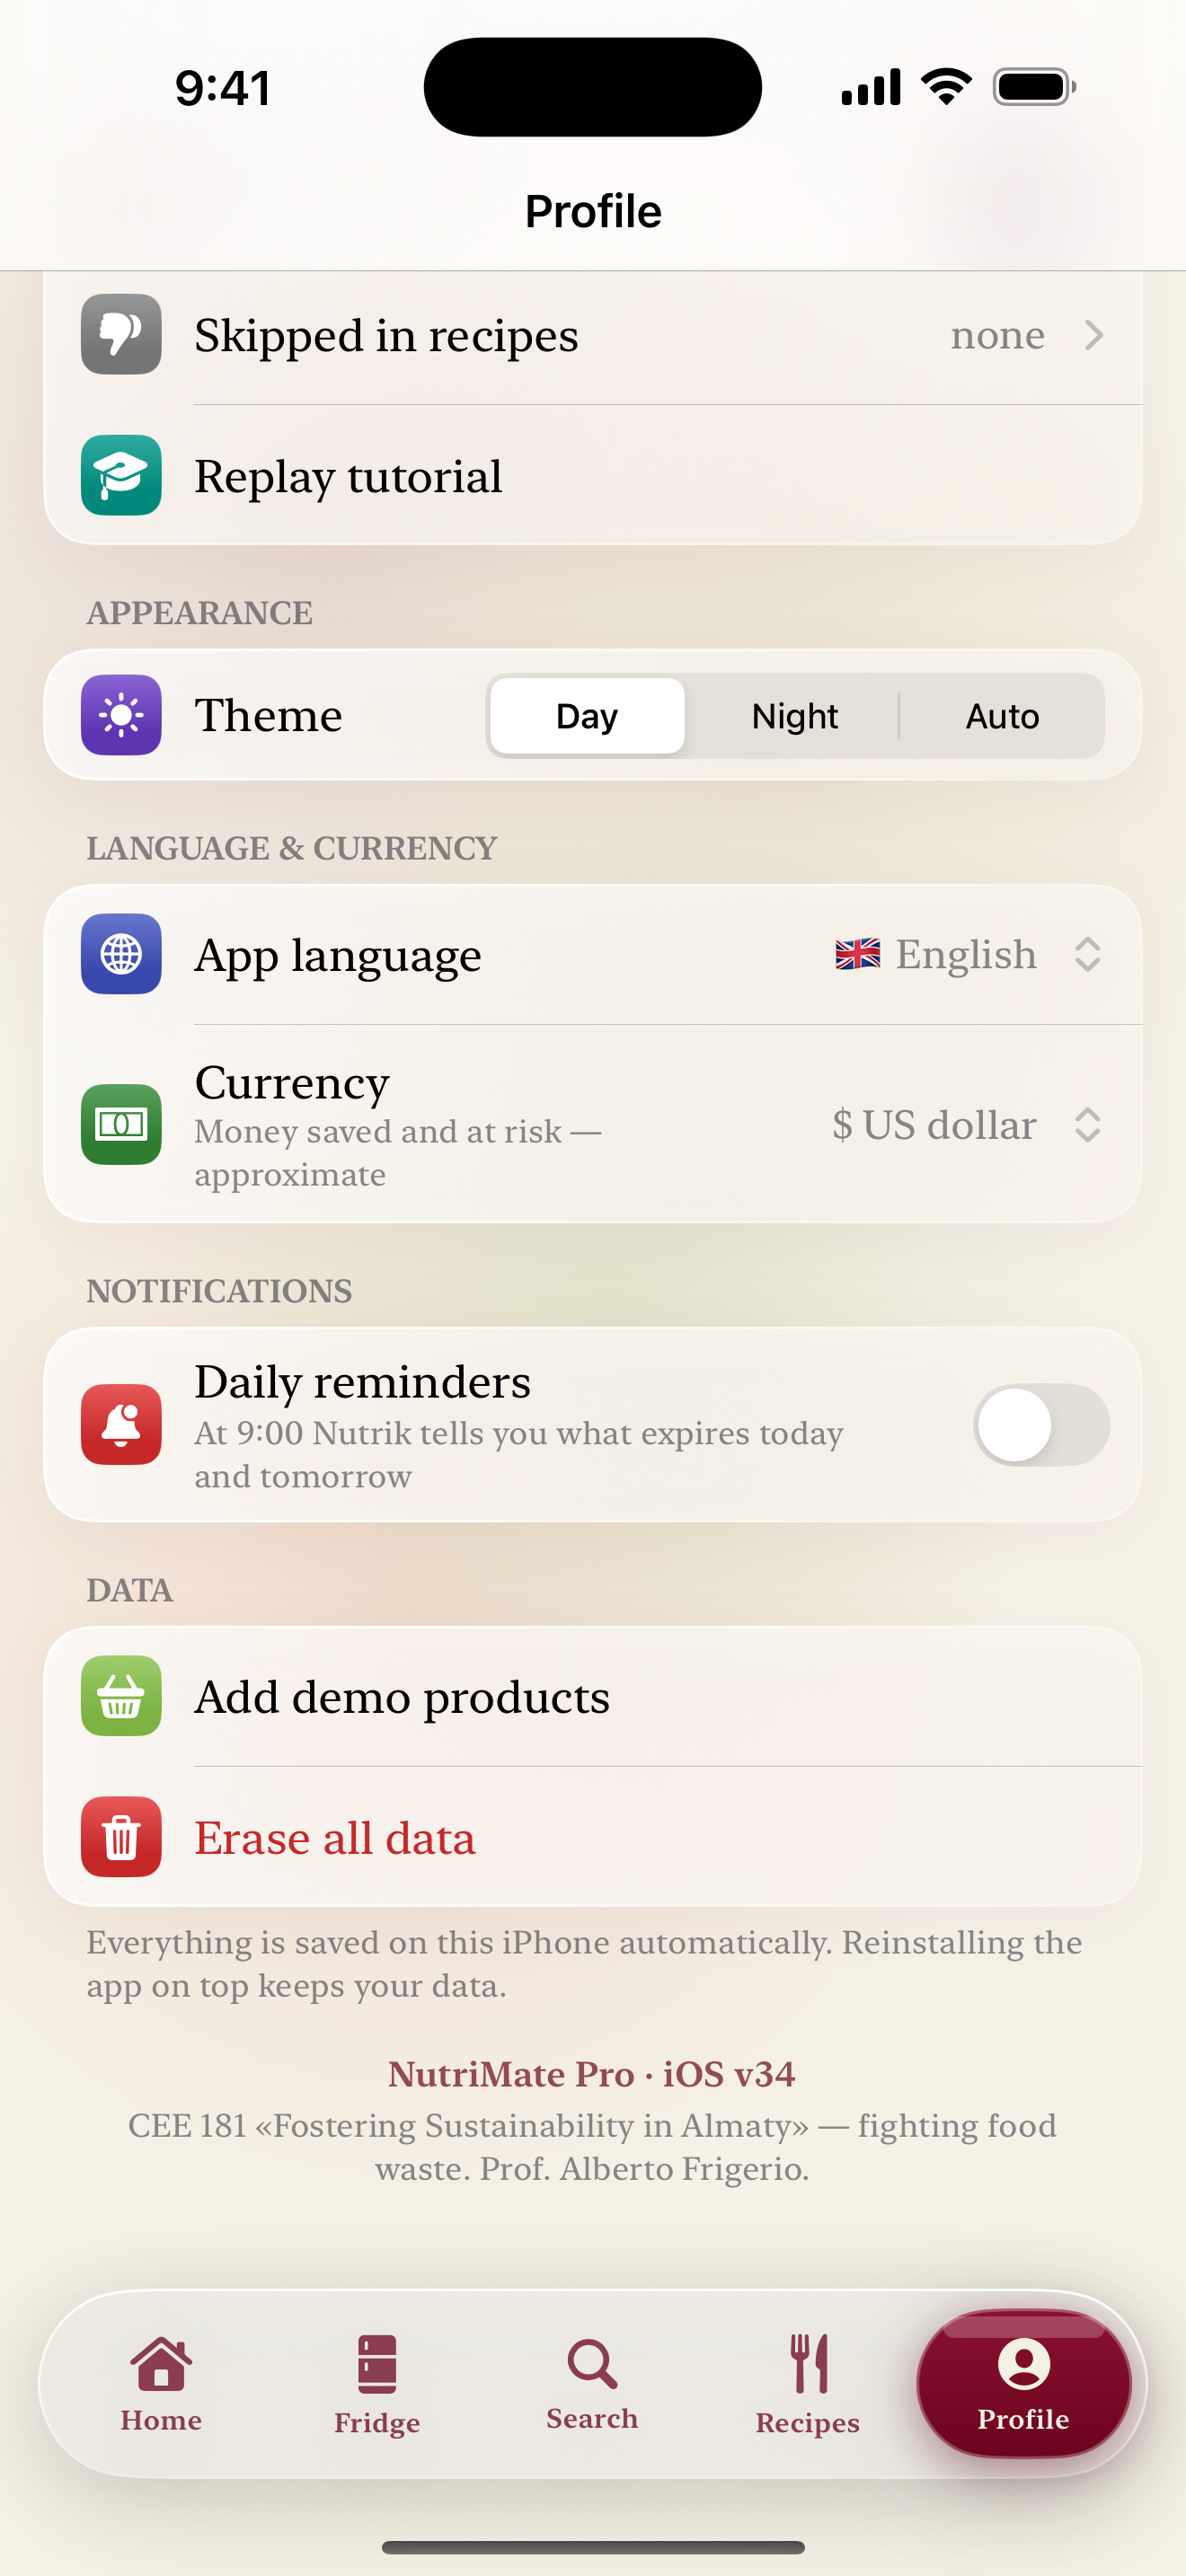 9:41
Profile
Skipped in recipes none
Replay tutorial
APPEARANCE
Theme Day Night Auto
LANGUAGE & CURRENCY
App language 🇬🇧 English
Currency
Money saved and at risk —
approximate
$ US dollar
NOTIFICATIONS
Daily reminders
At 9:00 Nutrik tells you what expires today
and tomorrow
DATA
Add demo products
Erase all data
Everything is saved on this iPhone automatically. Reinstalling the
app on top keeps your data.
NutriMate Pro · iOS v34
CEE 181 «Fostering Sustainability in Almaty» — fighting food
waste. Prof. Alberto Frigerio.
Home Fridge Search Recipes Profile